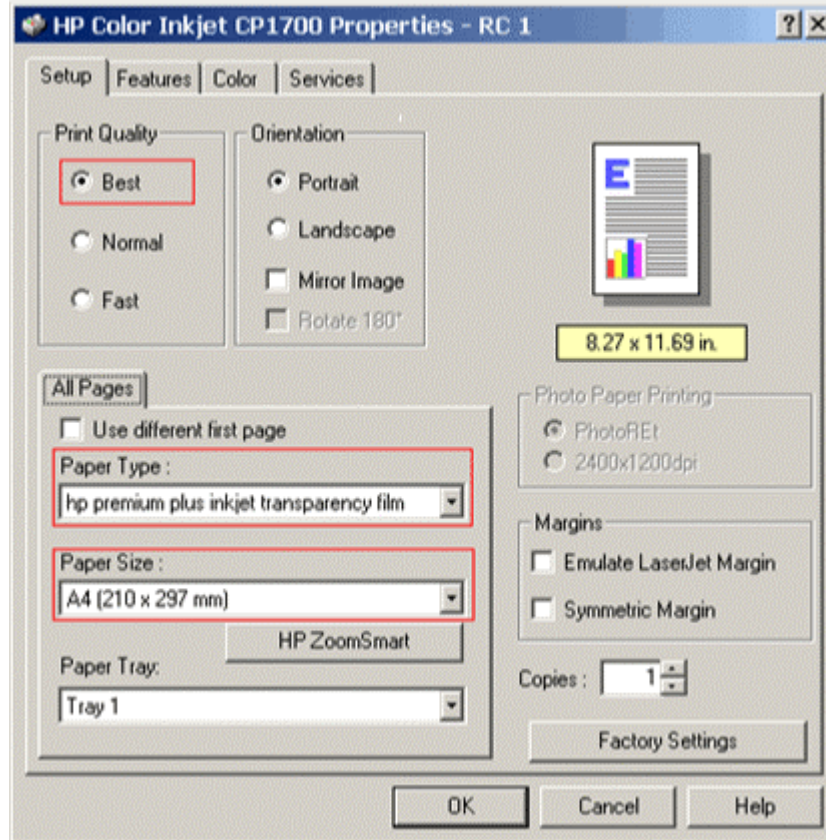 HP Color Inkjet CP1700 Properties - RC 1
Setup Features Color Services
Print Quality
Best
Normal
Fast
Orientation
Portrait
Landscape
Mirror Image
Rotate 180°
E
8.27 x 11.69 in.
All Pages
Use different first page
Paper Type :
hp premium plus inkjet transparency film
Paper Size :
A4 (210 x 297 mm)
HP ZoomSmart
Paper Tray:
Tray 1
Photo Paper Printing
PhotoREt
2400x1200dpi
Margins
Emulate LaserJet Margin
Symmetric Margin
Copies : 1
Factory Settings
OK Cancel Help